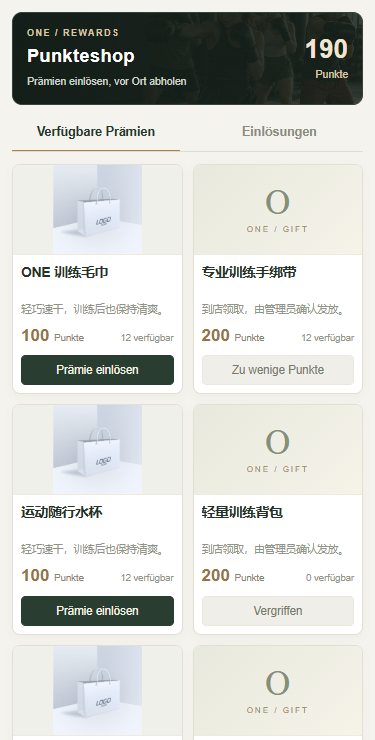 ONE / REWARDS
Punkteshop
Prämien einlösen, vor Ort abholen
190
Punkte
Verfügbare Prämien
Einlösungen
LOGO
ONE 训练毛巾
轻巧速干，训练后也保持清爽。
100 Punkte
12 verfügbar
Prämie einlösen
O
ONE / GIFT
专业训练手绑带
到店领取，由管理员确认发放。
200 Punkte
12 verfügbar
Zu wenige Punkte
LOGO
运动随行水杯
轻巧速干，训练后也保持清爽。
100 Punkte
12 verfügbar
Prämie einlösen
O
ONE / GIFT
轻量训练背包
到店领取，由管理员确认发放。
200 Punkte
0 verfügbar
Vergriffen
LOGO
O
ONE / GIFT